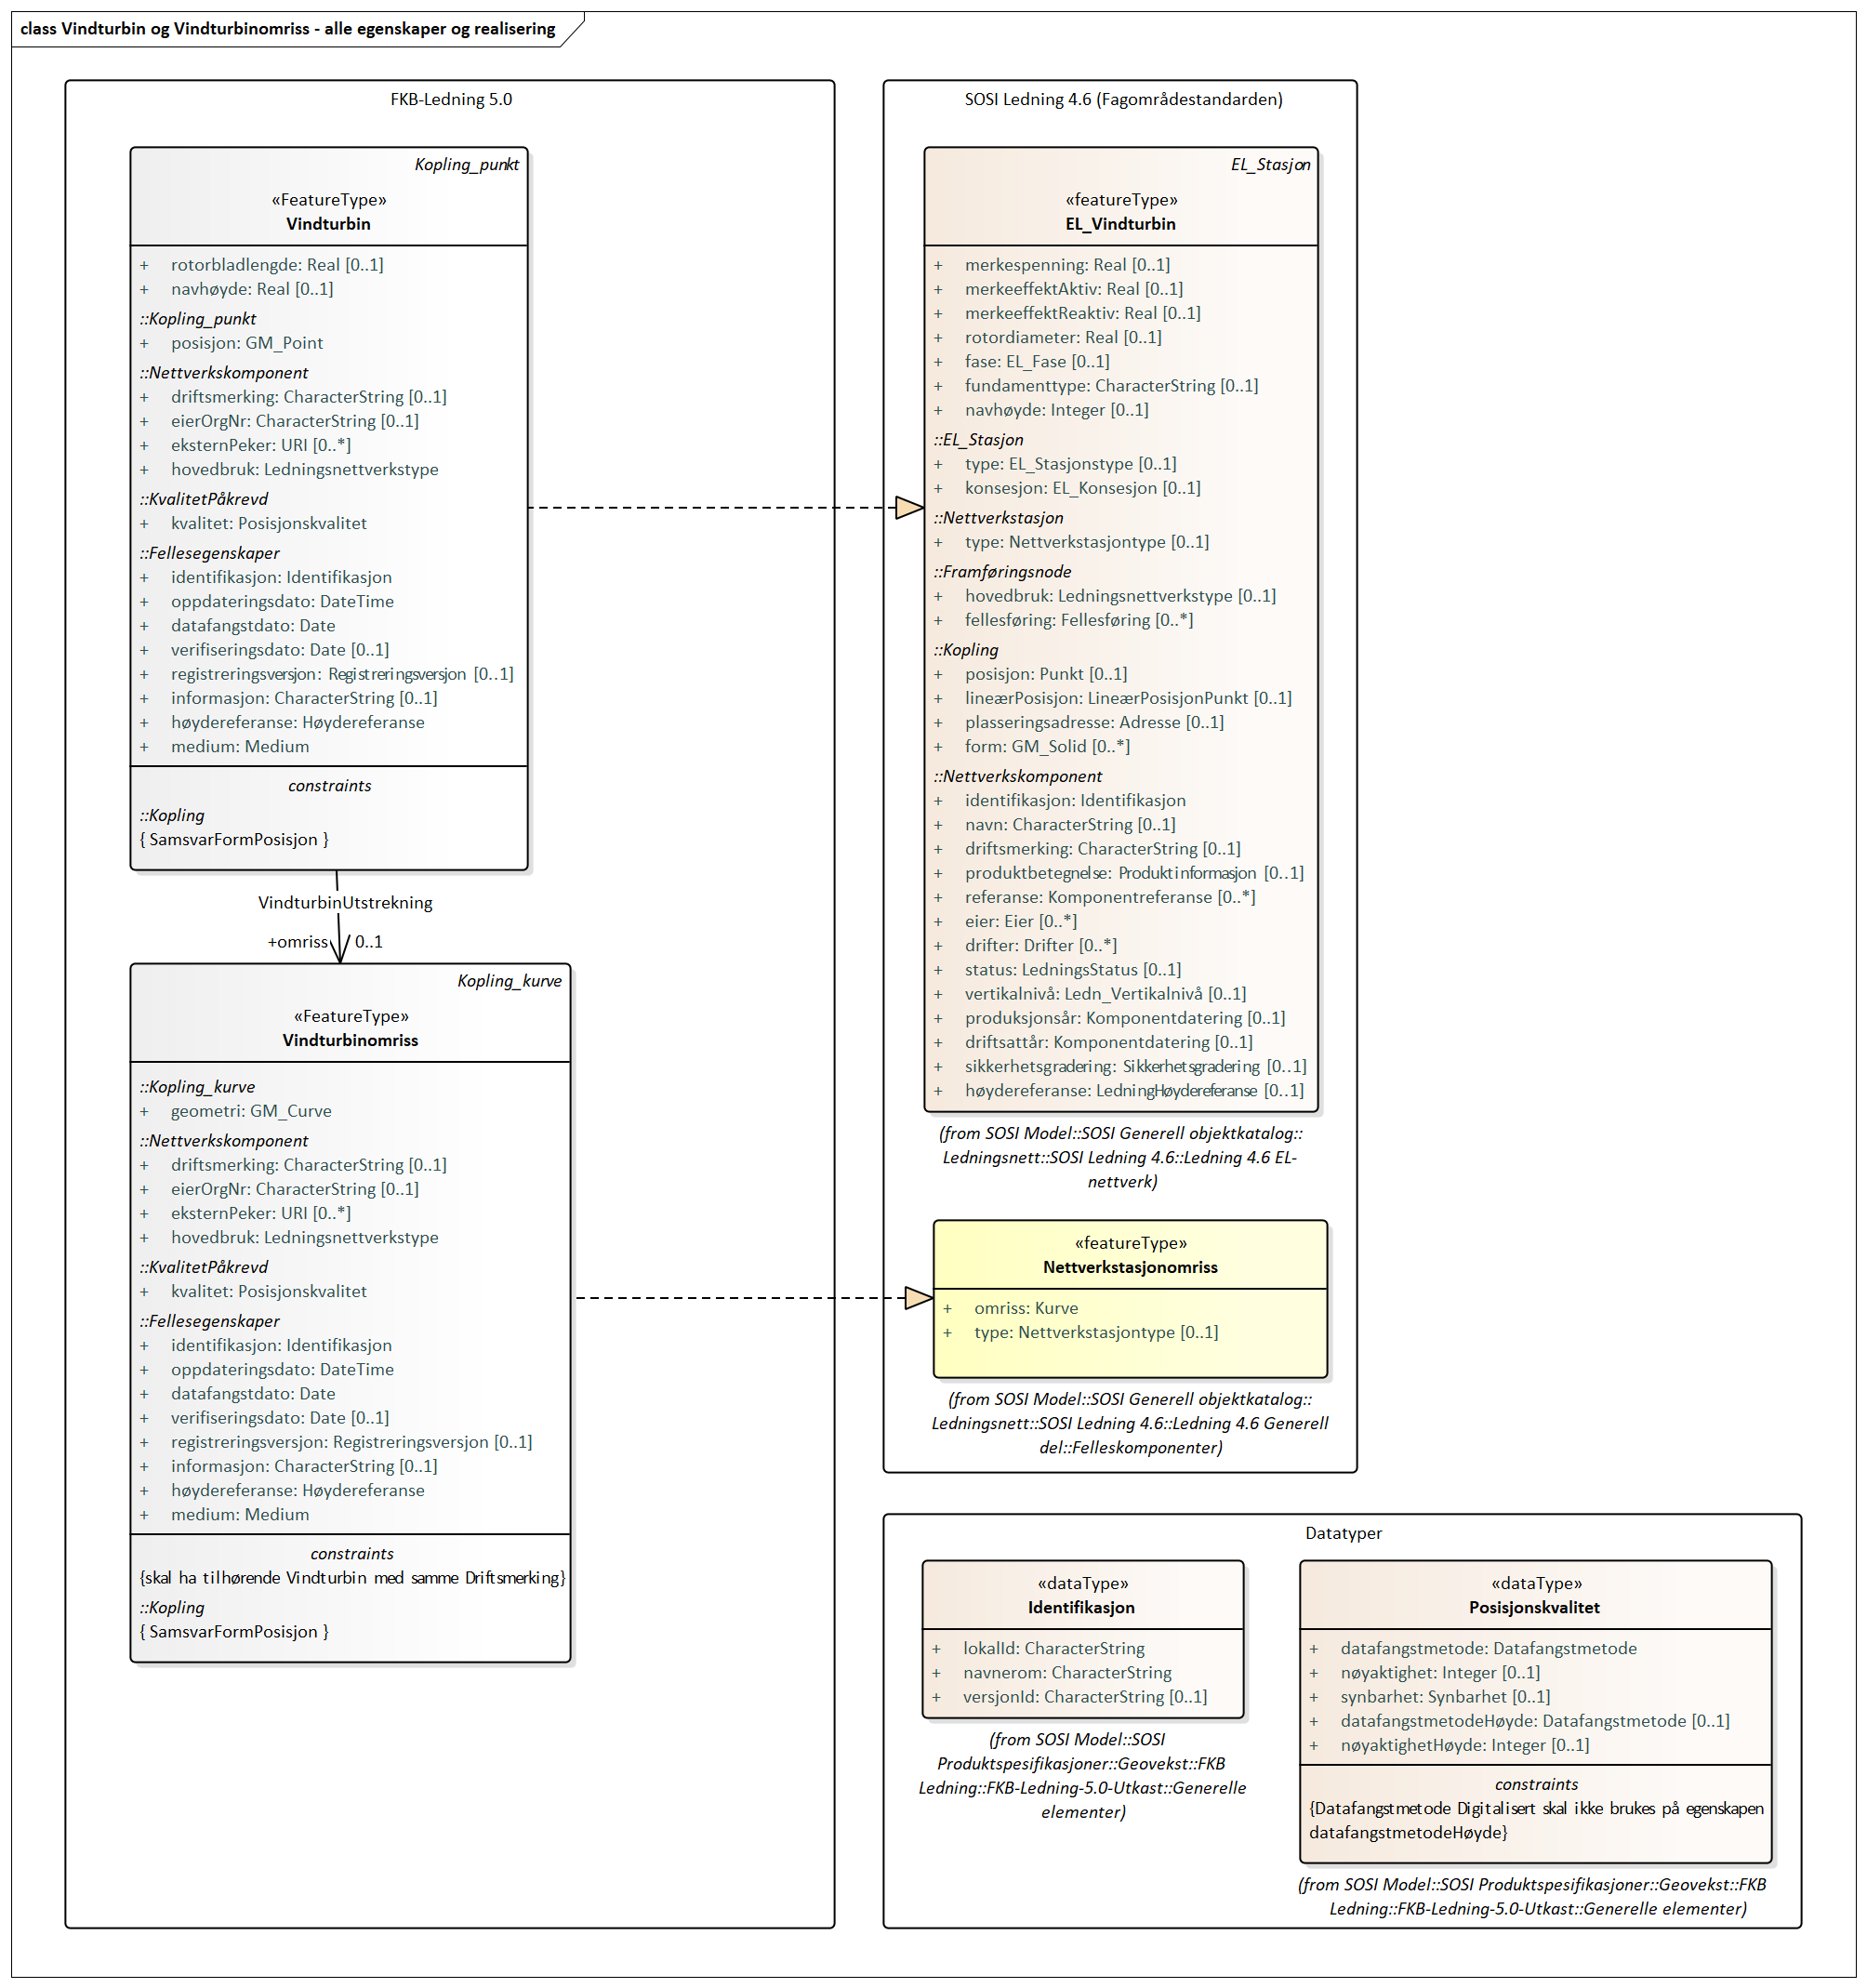 class Vindturbin og Vindturbinomriss - alle egenskaper og realisering
FKB-Ledning 5.0
Kopling_punkt
«FeatureType»
Vindturbin
+ rotorbladlengde: Real [0..1]
+ navhøyde: Real [0..1]
::Kopling_punkt
+ posisjon: GM_Point
::Nettverkskomponent
+ driftsmerking: CharacterString [0..1]
+ eierOrgNr: CharacterString [0..1]
+ eksternPeker: URI [0..*]
+ hovedbruk: Ledningsnettverkstype
::KvalitetPåkrevd
+ kvalitet: Posisjonskvalitet
::Fellesegenskaper
+ identifikasjon: Identifikasjon
+ oppdateringsdato: DateTime
+ datafangstdato: Date
+ verifiseringsdato: Date [0..1]
+ registreringsversjon: Registreringsversjon [0..1]
+ informasjon: CharacterString [0..1]
+ høydereferanse: Høydereferanse
+ medium: Medium
constraints
::Kopling
{ SamsvarFormPosisjon }
VindturbinUtstrekning
+omriss 0..1
Kopling_kurve
«FeatureType»
Vindturbinomriss
::Kopling_kurve
+ geometri: GM_Curve
::Nettverkskomponent
+ driftsmerking: CharacterString [0..1]
+ eierOrgNr: CharacterString [0..1]
+ eksternPeker: URI [0..*]
+ hovedbruk: Ledningsnettverkstype
::KvalitetPåkrevd
+ kvalitet: Posisjonskvalitet
::Fellesegenskaper
+ identifikasjon: Identifikasjon
+ oppdateringsdato: DateTime
+ datafangstdato: Date
+ verifiseringsdato: Date [0..1]
+ registreringsversjon: Registreringsversjon [0..1]
+ informasjon: CharacterString [0..1]
+ høydereferanse: Høydereferanse
+ medium: Medium
constraints
{skal ha tilhørende Vindturbin med samme Driftsmerking}
::Kopling
{ SamsvarFormPosisjon }
SOSI Ledning 4.6 (Fagområdestandarden)
EL_Stasjon
«featureType»
EL_Vindturbin
+ merkespenning: Real [0..1]
+ merkeeffektAktiv: Real [0..1]
+ merkeeffektReaktiv: Real [0..1]
+ rotordiameter: Real [0..1]
+ fase: EL_Fase [0..1]
+ fundamenttype: CharacterString [0..1]
+ navhøyde: Integer [0..1]
::EL_Stasjon
+ type: EL_Stasjonstype [0..1]
+ konsesjon: EL_Konsesjon [0..1]
::Nettverkstasjon
+ type: Nettverkstasjontype [0..1]
::Framføringsnode
+ hovedbruk: Ledningsnettverkstype [0..1]
+ fellesføring: Fellesføring [0..*]
::Kopling
+ posisjon: Punkt [0..1]
+ lineærPosisjon: LineærPosisjonPunkt [0..1]
+ plasseringsadresse: Adresse [0..1]
+ form: GM_Solid [0..*]
::Nettverkskomponent
+ identifikasjon: Identifikasjon
+ navn: CharacterString [0..1]
+ driftsmerking: CharacterString [0..1]
+ produktbetegnelse: Produktinformasjon [0..1]
+ referanse: Komponentreferanse [0..*]
+ eier: Eier [0..*]
+ drifter: Drifter [0..*]
+ status: LedningsStatus [0..1]
+ vertikalnivå: Ledn_Vertikalnivå [0..1]
+ produksjonsår: Komponentdatering [0..1]
+ driftsattår: Komponentdatering [0..1]
+ sikkerhetsgradering: Sikkerhetsgradering [0..1]
+ høydereferanse: LedningHøydereferanse [0..1]
(from SOSI Model::SOSI Generell objektkatalog::
Ledningsnett::SOSI Ledning 4.6::Ledning 4.6 EL-
nettverk)
«featureType»
Nettverkstasjonomriss
+ omriss: Kurve
+ type: Nettverkstasjontype [0..1]
(from SOSI Model::SOSI Generell objektkatalog::
Ledningsnett::SOSI Ledning 4.6::Ledning 4.6 Generell
del::Felleskomponenter)
Datatyper
«dataType»
Identifikasjon
+ lokalId: CharacterString
+ navnerom: CharacterString
+ versjonId: CharacterString [0..1]
(from SOSI Model::SOSI
Produktspesifikasjoner::Geovekst::FKB
Ledning::FKB-Ledning-5.0-Utkast::Generelle
elementer)
«dataType»
Posisjonskvalitet
+ datafangstmetode: Datafangstmetode
+ nøyaktighet: Integer [0..1]
+ synbarhet: Synbarhet [0..1]
+ datafangstmetodeHøyde: Datafangstmetode [0..1]
+ nøyaktighetHøyde: Integer [0..1]
constraints
{Datafangstmetode Digitalisert skal ikke brukes på egenskapen
datafangstmetodeHøyde}
(from SOSI Model::SOSI Produktspesifikasjoner::Geovekst::FKB
Ledning::FKB-Ledning-5.0-Utkast::Generelle elementer)